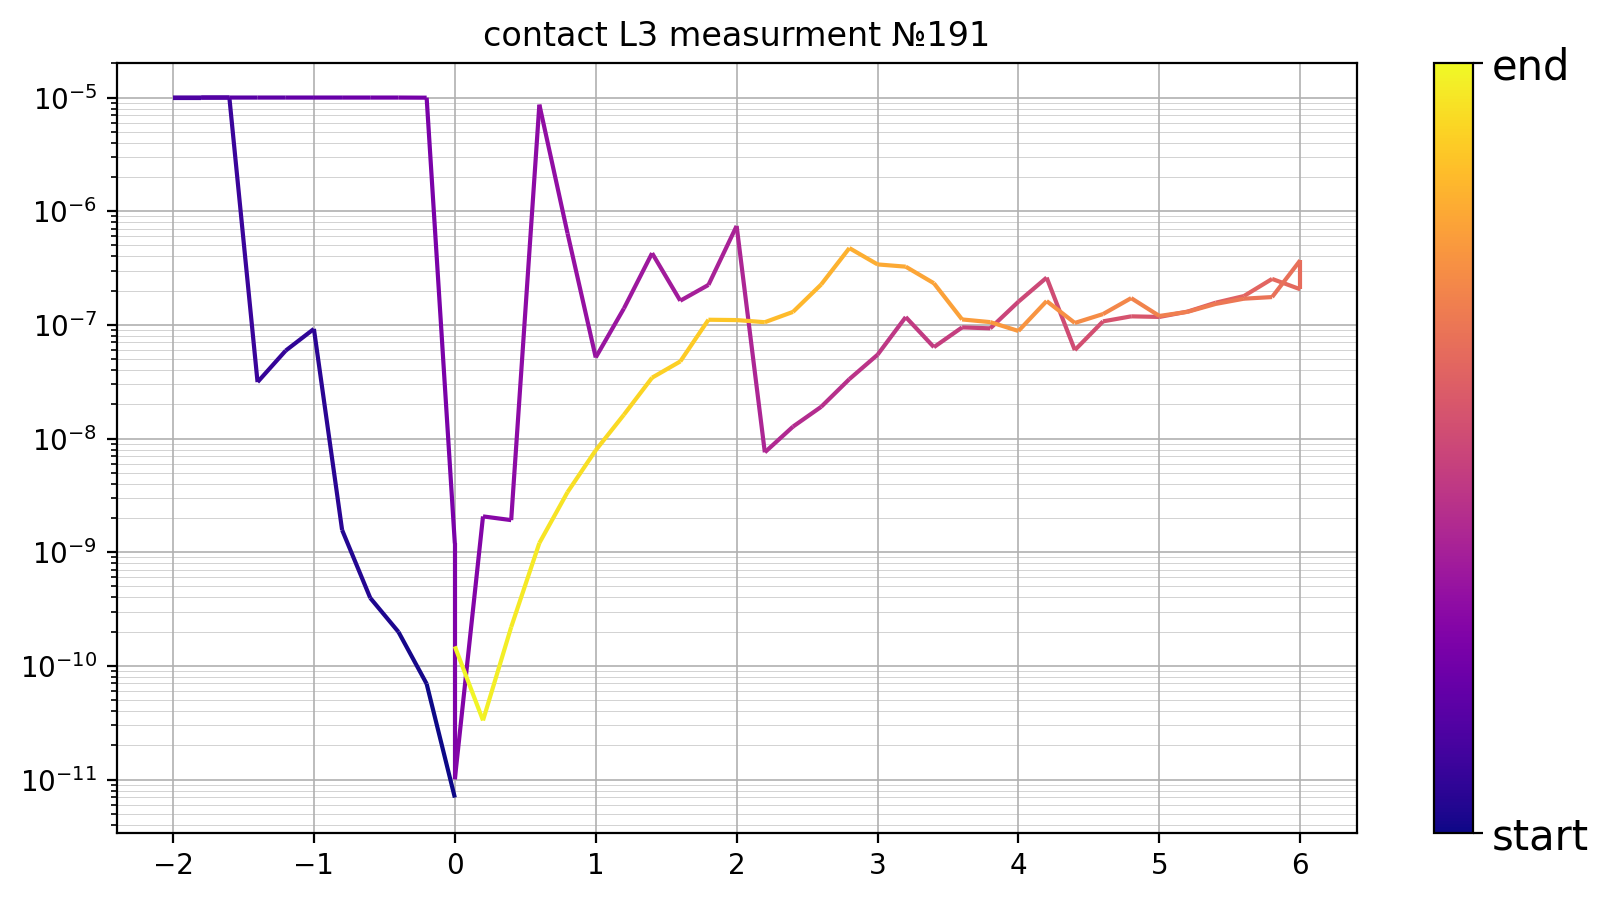 contact L3 measurment №191
10⁻⁵
10⁻⁶
10⁻⁷
10⁻⁸
10⁻⁹
10⁻¹⁰
10⁻¹¹
−2 −1 0 1 2 3 4 5 6
end
start